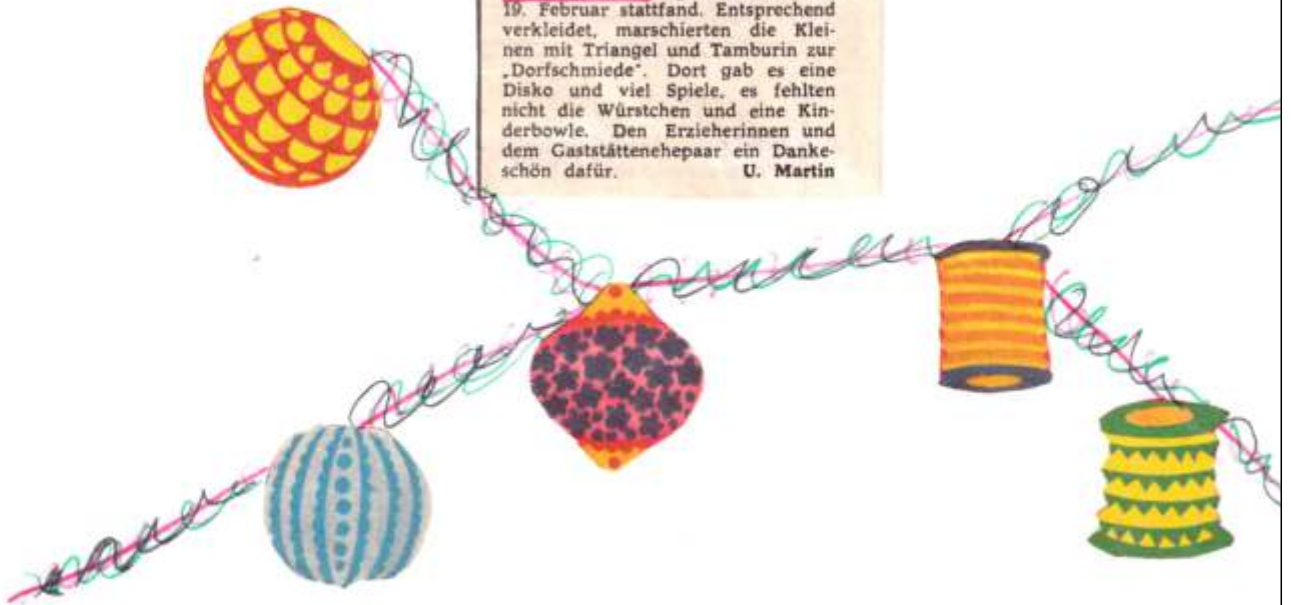 19. Februar stattfand. Entsprechend
verkleidet, marschierten die Klei-
nen mit Triangel und Tamburin zur
„Dorfschmiede". Dort gab es eine
Disko und viel Spiele, es fehlten
nicht die Würstchen und eine Kin-
derbowle. Den Erzieherinnen und
dem Gaststättenehepaar ein Danke-
schön dafür. U. Martin